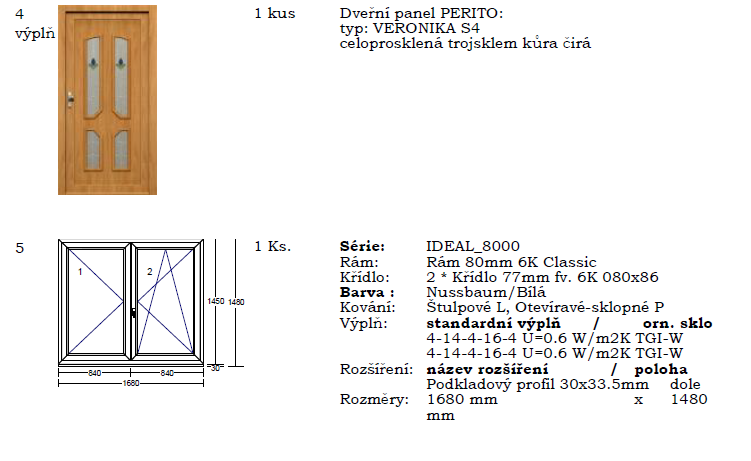 4
výplň
1 kus
Dveřní panel PERITO:
typ: VERONIKA S4
celoprosklená trojsklem kůra čirá
5
1
2
1450
1480
840
840
30
1680
1 Ks.
Série: IDEAL_8000
Rám: Rám 80mm 6K Classic
Křídlo: 2 * Křídlo 77mm fv. 6K 080x86
Barva : Nussbaum/Bílá
Kování: Štulpové L, Otevíravé-sklopné P
Výplň: standardní výplň / orn. sklo
4-14-4-16-4 U=0.6 W/m2K TGI-W
4-14-4-16-4 U=0.6 W/m2K TGI-W
Rozšíření: název rozšíření / poloha
Podkladový profil 30x33.5mm dole
Rozměry: 1680 mm x 1480
mm